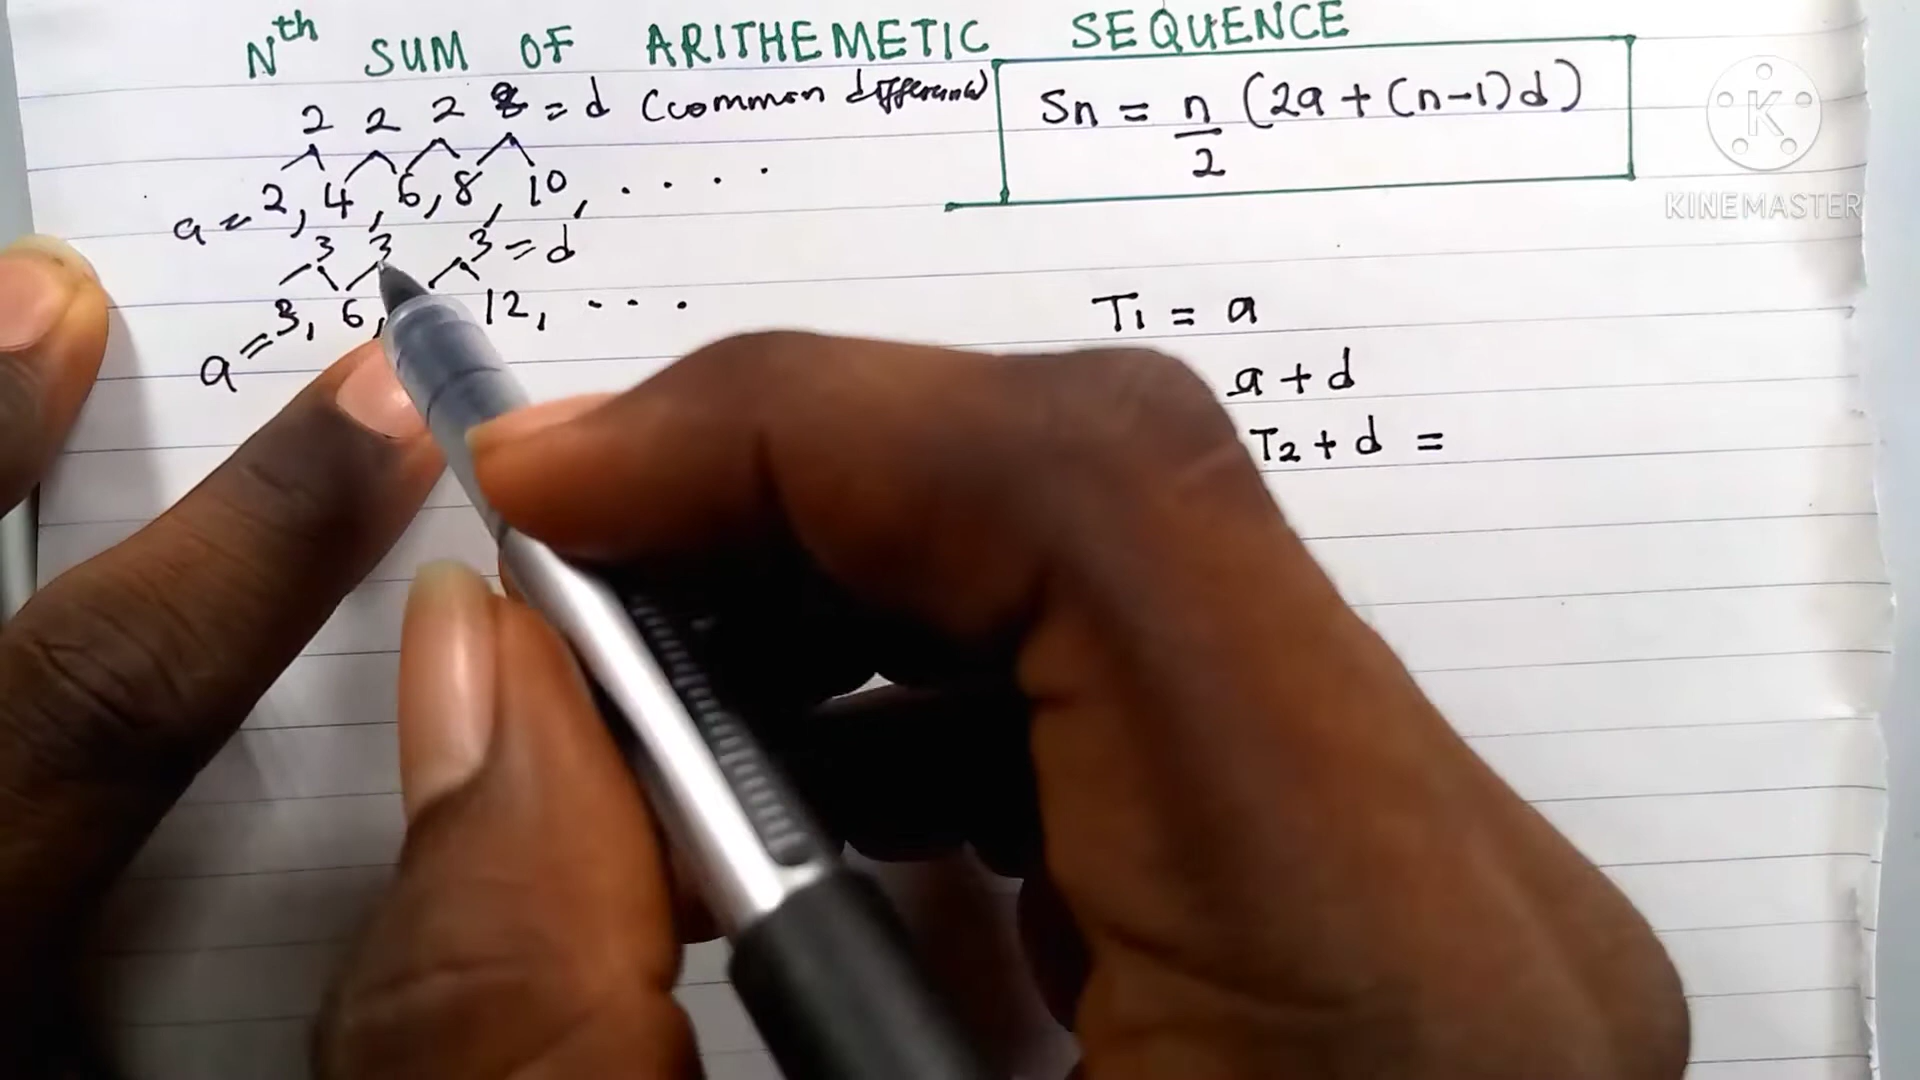 Nth SUM OF ARITHEMETIC SEQUENCE
2 2 2 2 = d (common difference)
a = 2, 4, 6, 8, 10, . . . .
3 3 3 = d
a = 3, 6, 12, . . .
Sn = n/2 (2a + (n-1)d)
T1 = a
a + d
T2 + d =
K
KINEMASTER